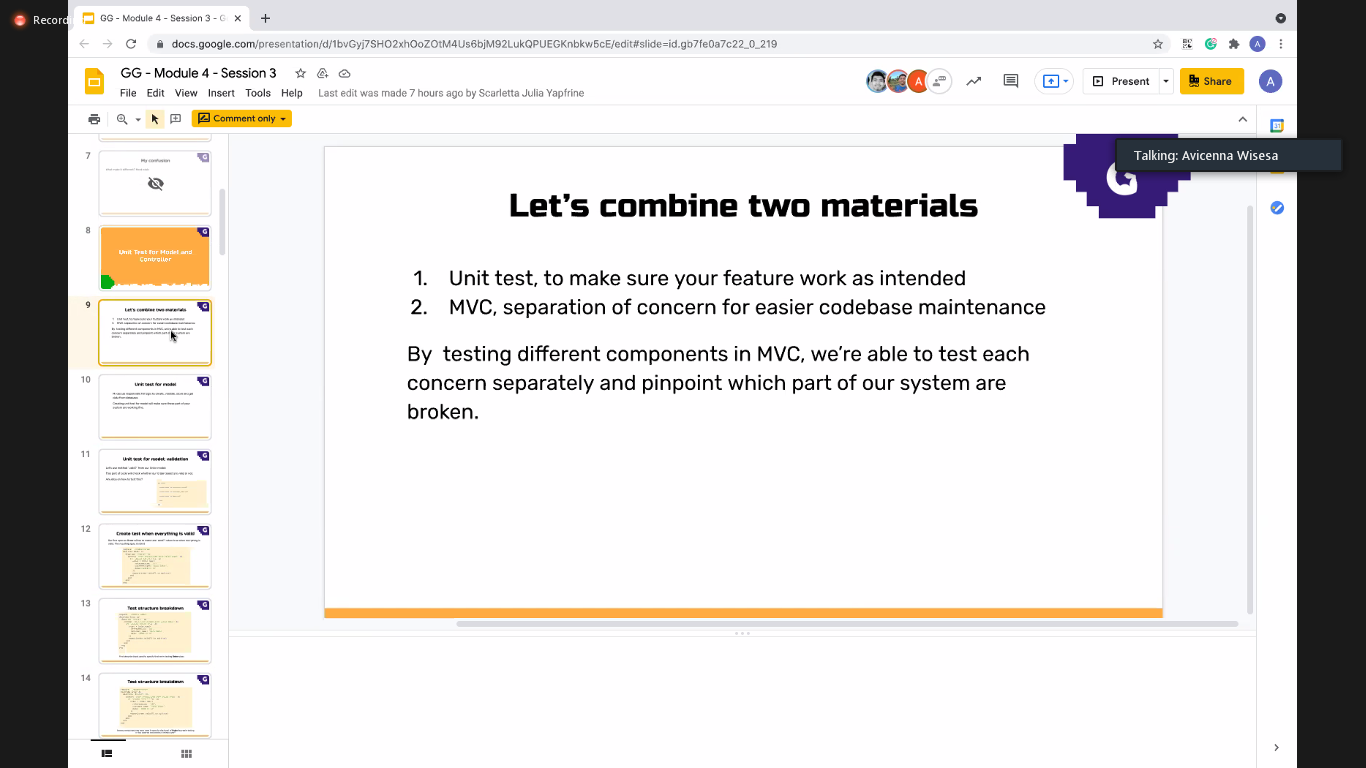 Recordi
GG - Module 4 - Session 3 - G
docs.google.com/presentation/d/1bvGyj7SHO2xhOoZOtM4Us6bjM92LukQPUEGKnbkw5cE/edit#slide=id.gb7fe0a7c22_0_219
A
GG - Module 4 - Session 3
A
Present
Share
A
File Edit View Insert Tools Help Last edit was made 7 hours ago by Scarletta Julia Yapfrine
Comment only
31
Talking: Avicenna Wisesa
7
My confusion
G
8
Unit Test for Model and
Controller
G
9
Let's combine two materials
G
10
Unit test for model
G
11
Unit test for model: validation
G
12
Create test when everything is valid
G
13
Test structure breakdown
G
14
Test structure breakdown
G
Let's combine two materials
1. Unit test, to make sure your feature work as intended
2. MVC, separation of concern for easier codebase maintenance
By testing different components in MVC, we're able to test each
concern separately and pinpoint which part of our system are
broken.